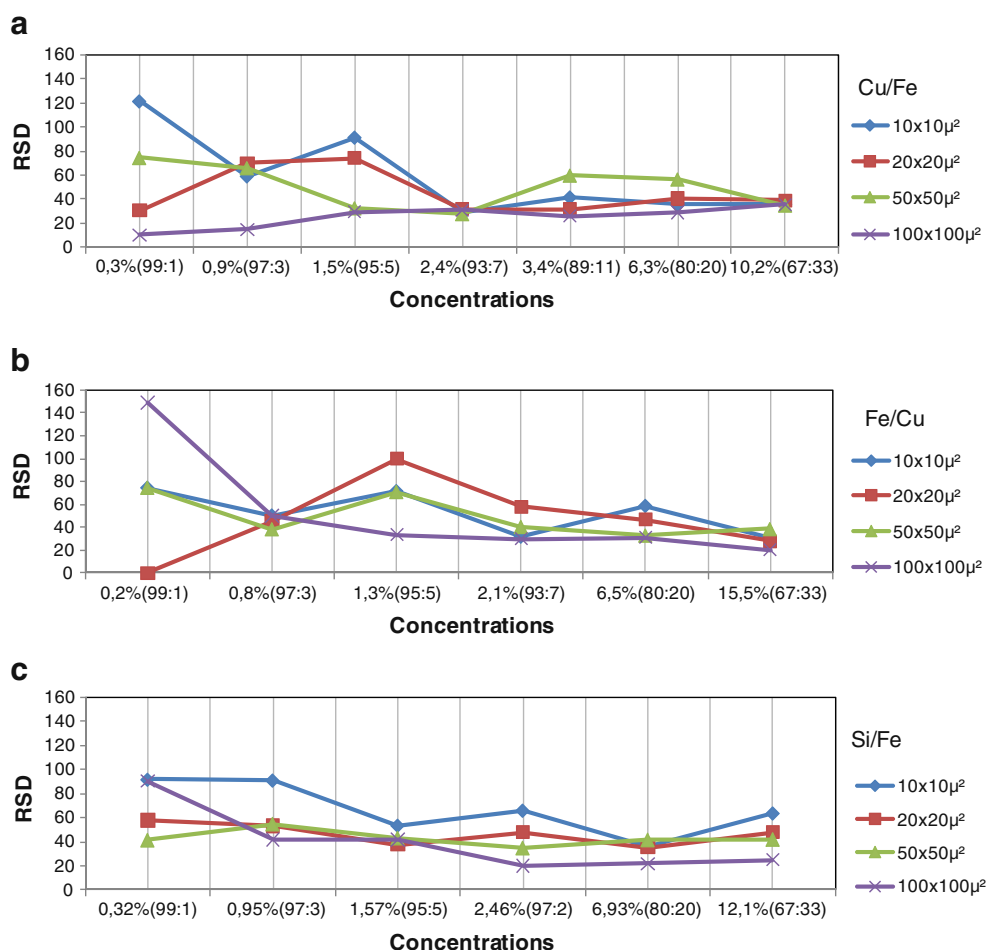 a
160
140
120
100
80
60
40
20
0
RSD
0,3%(99:1) 0,9%(97:3) 1,5%(95:5) 2,4%(93:7) 3,4%(89:11) 6,3%(80:20) 10,2%(67:33)
Concentrations
Cu/Fe
10x10µ²
20x20µ²
50x50µ²
100x100µ²
b
160
140
120
100
80
60
40
20
0
RSD
0,2%(99:1) 0,8%(97:3) 1,3%(95:5) 2,1%(93:7) 6,5%(80:20) 15,5%(67:33)
Concentrations
Fe/Cu
10x10µ²
20x20µ²
50x50µ²
100x100µ²
c
160
140
120
100
80
60
40
20
0
RSD
0,32%(99:1) 0,95%(97:3) 1,57%(95:5) 2,46%(97:2) 6,93%(80:20) 12,1%(67:33)
Concentrations
Si/Fe
10x10µ²
20x20µ²
50x50µ²
100x100µ²